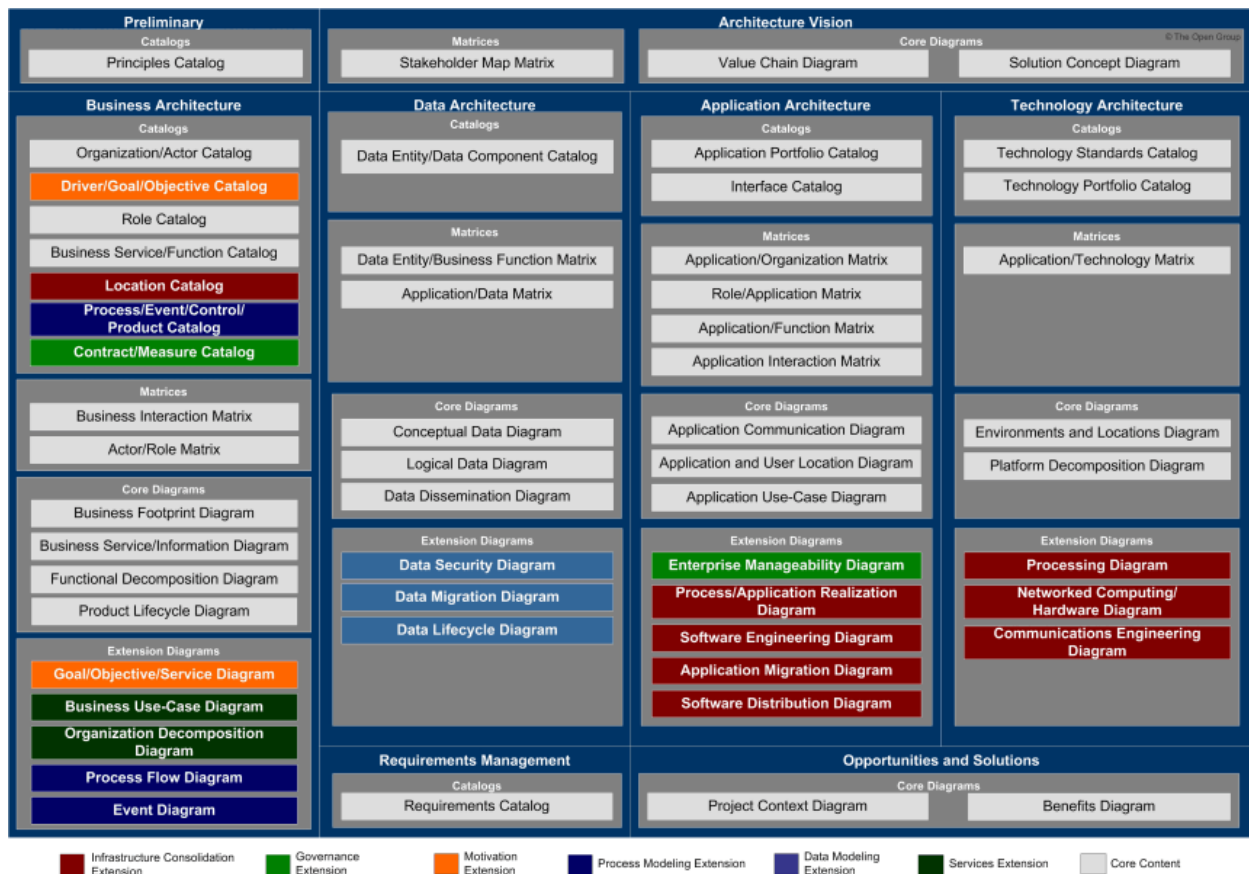 Preliminary
Catalogs
Principles Catalog
Architecture Vision
Matrices
Stakeholder Map Matrix
Core Diagrams
© The Open Group
Value Chain Diagram
Solution Concept Diagram
Business Architecture
Catalogs
Organization/Actor Catalog
Driver/Goal/Objective Catalog
Role Catalog
Business Service/Function Catalog
Location Catalog
Process/Event/Control/
Product Catalog
Contract/Measure Catalog
Matrices
Business Interaction Matrix
Actor/Role Matrix
Core Diagrams
Business Footprint Diagram
Business Service/Information Diagram
Functional Decomposition Diagram
Product Lifecycle Diagram
Extension Diagrams
Goal/Objective/Service Diagram
Business Use-Case Diagram
Organization Decomposition
Diagram
Process Flow Diagram
Event Diagram
Data Architecture
Catalogs
Data Entity/Data Component Catalog
Matrices
Data Entity/Business Function Matrix
Application/Data Matrix
Core Diagrams
Conceptual Data Diagram
Logical Data Diagram
Data Dissemination Diagram
Extension Diagrams
Data Security Diagram
Data Migration Diagram
Data Lifecycle Diagram
Application Architecture
Catalogs
Application Portfolio Catalog
Interface Catalog
Matrices
Application/Organization Matrix
Role/Application Matrix
Application/Function Matrix
Application Interaction Matrix
Core Diagrams
Application Communication Diagram
Application and User Location Diagram
Application Use-Case Diagram
Extension Diagrams
Enterprise Manageability Diagram
Process/Application Realization
Diagram
Software Engineering Diagram
Application Migration Diagram
Software Distribution Diagram
Technology Architecture
Catalogs
Technology Standards Catalog
Technology Portfolio Catalog
Matrices
Application/Technology Matrix
Core Diagrams
Environments and Locations Diagram
Platform Decomposition Diagram
Extension Diagrams
Processing Diagram
Networked Computing/
Hardware Diagram
Communications Engineering
Diagram
Requirements Management
Catalogs
Requirements Catalog
Opportunities and Solutions
Core Diagrams
Project Context Diagram
Benefits Diagram
Infrastructure Consolidation
Extension
Governance
Extension
Motivation
Extension
Process Modeling Extension
Data Modeling
Extension
Services Extension
Core Content